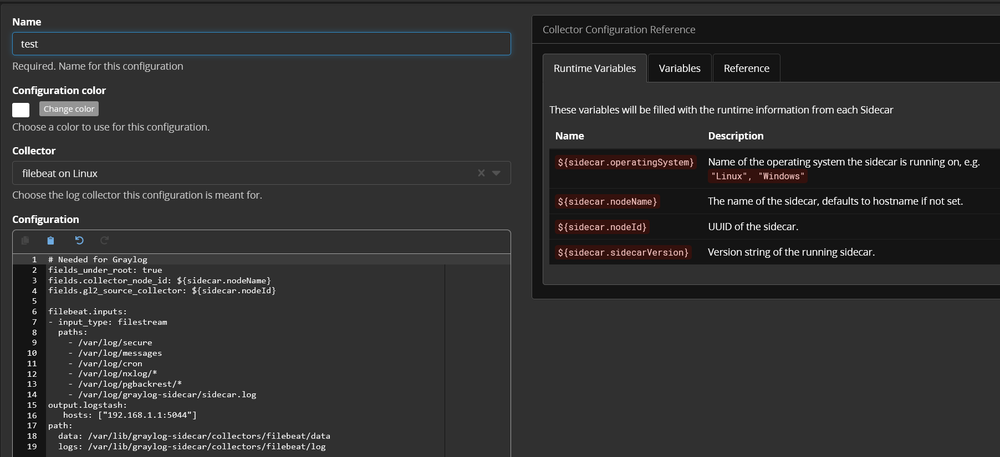 Name
test
Required. Name for this configuration
Configuration color
Change color
Choose a color to use for this configuration.
Collector
filebeat on Linux
Choose the log collector this configuration is meant for.
Configuration
1 # Needed for Graylog
2 fields_under_root: true
3 fields.collector_node_id: ${sidecar.nodeName}
4 fields.gl2_source_collector: ${sidecar.nodeId}
5
6 filebeat.inputs:
7 - input_type: filestream
8   paths:
9     - /var/log/secure
10     - /var/log/messages
11     - /var/log/cron
12     - /var/log/nxlog/*
13     - /var/log/pgbackrest/*
14     - /var/log/graylog-sidecar/sidecar.log
15 output.logstash:
16    hosts: ["192.168.1.1:5044"]
17 path:
18   data: /var/lib/graylog-sidecar/collectors/filebeat/data
19   logs: /var/lib/graylog-sidecar/collectors/filebeat/log
Collector Configuration Reference
Runtime Variables Variables Reference
These variables will be filled with the runtime information from each Sidecar
Name Description
${sidecar.operatingSystem} Name of the operating system the sidecar is running on, e.g.
"Linux", "Windows"
${sidecar.nodeName} The name of the sidecar, defaults to hostname if not set.
${sidecar.nodeId} UUID of the sidecar.
${sidecar.sidecarVersion} Version string of the running sidecar.